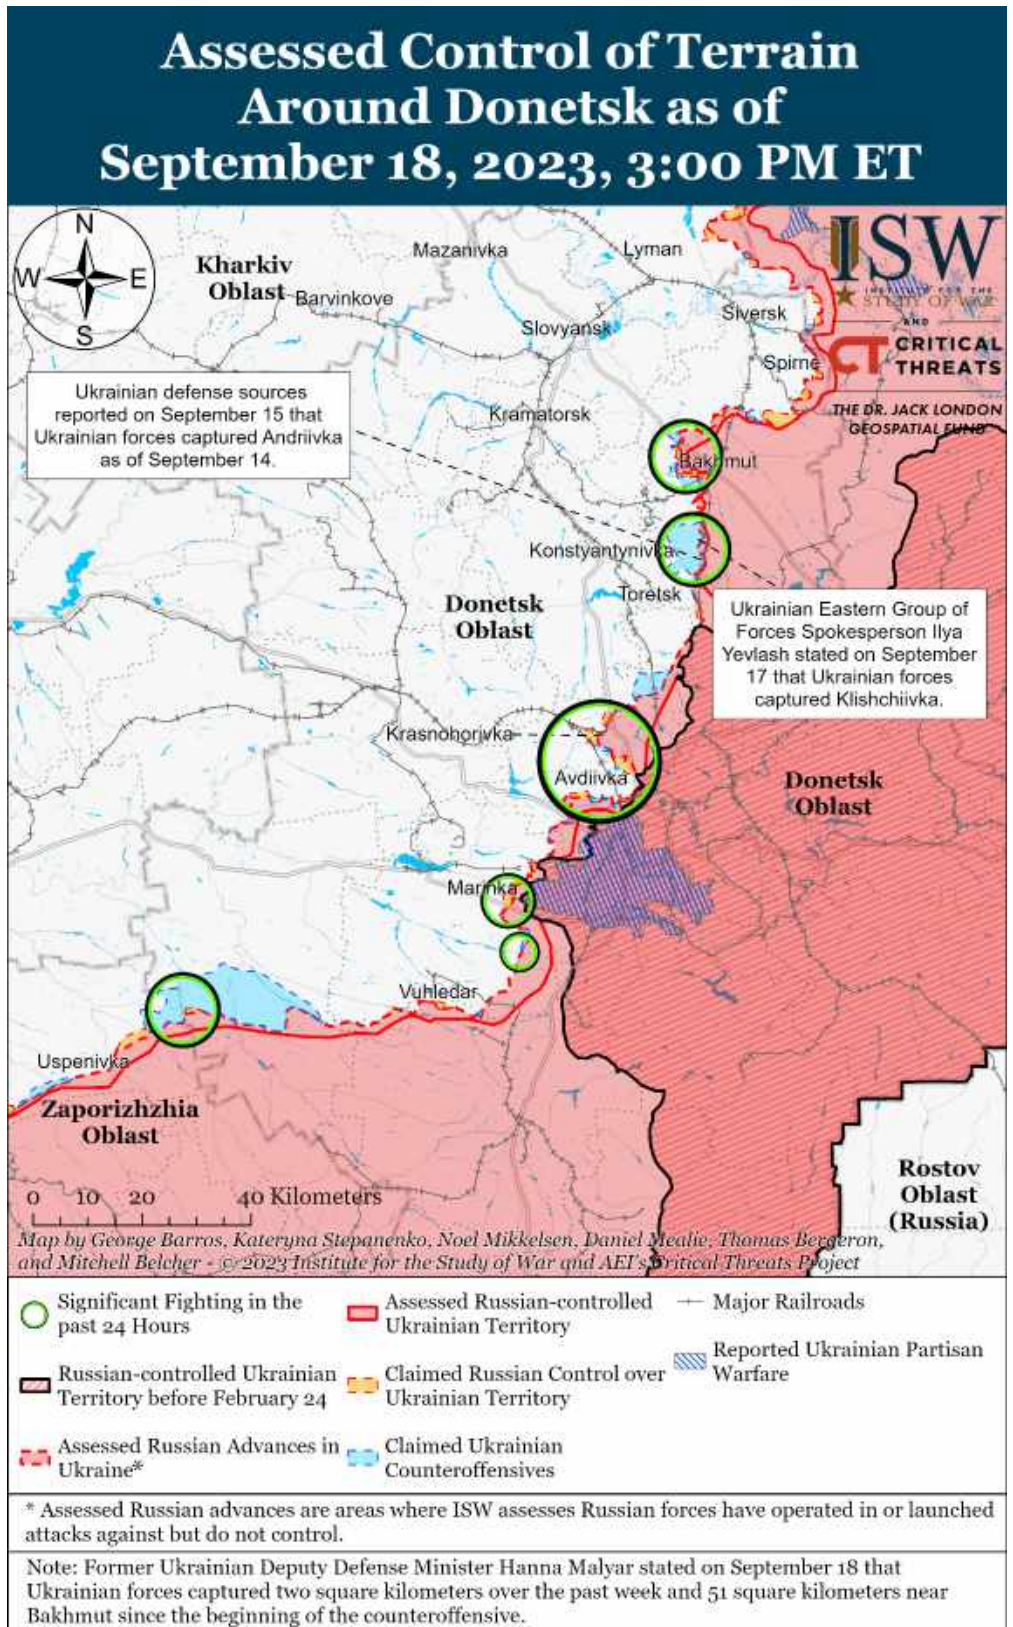 Assessed Control of Terrain
Around Donetsk as of
September 18, 2023, 3:00 PM ET
N
W
E
S
ISW
INSTITUTE FOR THE
STUDY OF WAR
AND
CT CRITICAL
THREATS
THE DR. JACK LONDON
GEOSPATIAL FUND
Kharkiv
Oblast
Mazanivka
Lyman
Barvinkove
Slovyansk
Siversk
Spirne
Ukrainian defense sources
reported on September 15 that
Ukrainian forces captured Andriivka
as of September 14.
Kramatorsk
Bakhmut
Konstyantynivka
Toretsk
Donetsk
Oblast
Ukrainian Eastern Group of
Forces Spokesperson Ilya
Yevlash stated on September
17 that Ukrainian forces
captured Klishchiivka.
Krasnohorivka
Avdiivka
Donetsk
Oblast
Marinka
Vuhledar
Uspenivka
Zaporizhzhia
Oblast
Rostov
Oblast
(Russia)
0 10 20 40 Kilometers
Map by George Barros, Kateryna Stepanenko, Noel Mikkelsen, Daniel Mealie, Thomas Bergeron,
and Mitchell Belcher - © 2023 Institute for the Study of War and AEI's Critical Threats Project
Significant Fighting in the
past 24 Hours
Russian-controlled Ukrainian
Territory before February 24
Assessed Russian Advances in
Ukraine*
Assessed Russian-controlled
Ukrainian Territory
Claimed Russian Control over
Ukrainian Territory
Claimed Ukrainian
Counteroffensives
Major Railroads
Reported Ukrainian Partisan
Warfare
* Assessed Russian advances are areas where ISW assesses Russian forces have operated in or launched
attacks against but do not control.
Note: Former Ukrainian Deputy Defense Minister Hanna Malyar stated on September 18 that
Ukrainian forces captured two square kilometers over the past week and 51 square kilometers near
Bakhmut since the beginning of the counteroffensive.